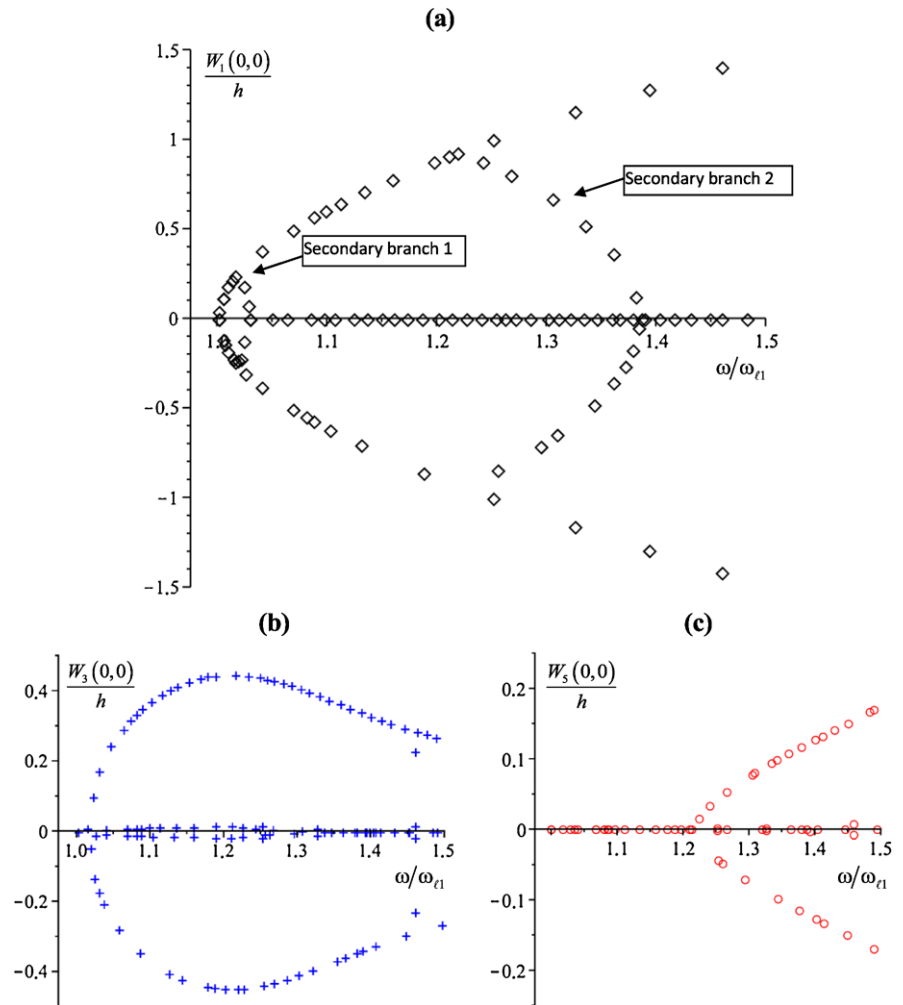 (a)
1.5
W₁(0,0)
h
1
Secondary branch 2
0.5
Secondary branch 1
0
1.0 1.1 1.2 1.3 1.4 1.5
ω/ωℓ1
−0.5
−1
−1.5
(b) (c)
W₃(0,0)
h
0.4
0.2
0
1.0 1.1 1.2 1.3 1.4 1.5
ω/ωℓ1
−0.2
−0.4
W₅(0,0)
h
0.2
0.1
0
1.1 1.2 1.3 1.4 1.5
ω/ωℓ1
−0.1
−0.2